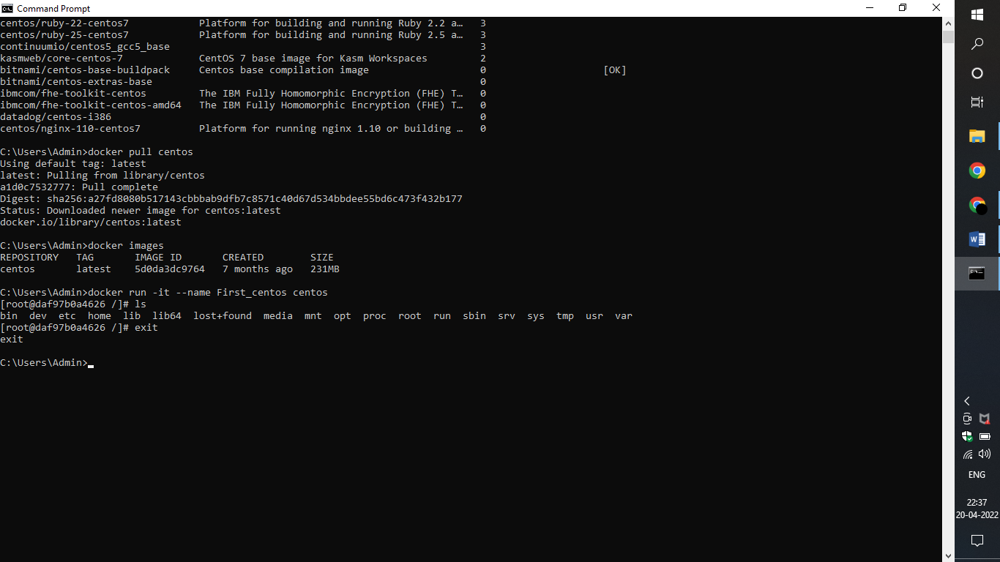 Command Prompt
centos/ruby-22-centos7 Platform for building and running Ruby 2.2 a… 3
centos/ruby-25-centos7 Platform for building and running Ruby 2.5 a… 3
continuumio/centos5_gcc5_base 3
kasmweb/core-centos-7 CentOS 7 base image for Kasm Workspaces 2
bitnami/centos-base-buildpack Centos base compilation image 0 [OK]
bitnami/centos-extras-base 0
ibmcom/fhe-toolkit-centos The IBM Fully Homomorphic Encryption (FHE) T… 0
ibmcom/fhe-toolkit-centos-amd64 The IBM Fully Homomorphic Encryption (FHE) T… 0
datadog/centos-i386 0
centos/nginx-110-centos7 Platform for running nginx 1.10 or building … 0
C:\Users\Admin>docker pull centos
Using default tag: latest
latest: Pulling from library/centos
a1d0c7532777: Pull complete
Digest: sha256:a27fd8080b517143cbbbab9dfb7c8571c40d67d534bbdee55bd6c473f432b177
Status: Downloaded newer image for centos:latest
docker.io/library/centos:latest
C:\Users\Admin>docker images
REPOSITORY TAG IMAGE ID CREATED SIZE
centos latest 5d0da3dc9764 7 months ago 231MB
C:\Users\Admin>docker run -it --name First_centos centos
[root@daf97b0a4626 /]# ls
bin dev etc home lib lib64 lost+found media mnt opt proc root run sbin srv sys tmp usr var
[root@daf97b0a4626 /]# exit
exit
C:\Users\Admin>
ENG
22:37
20-04-2022